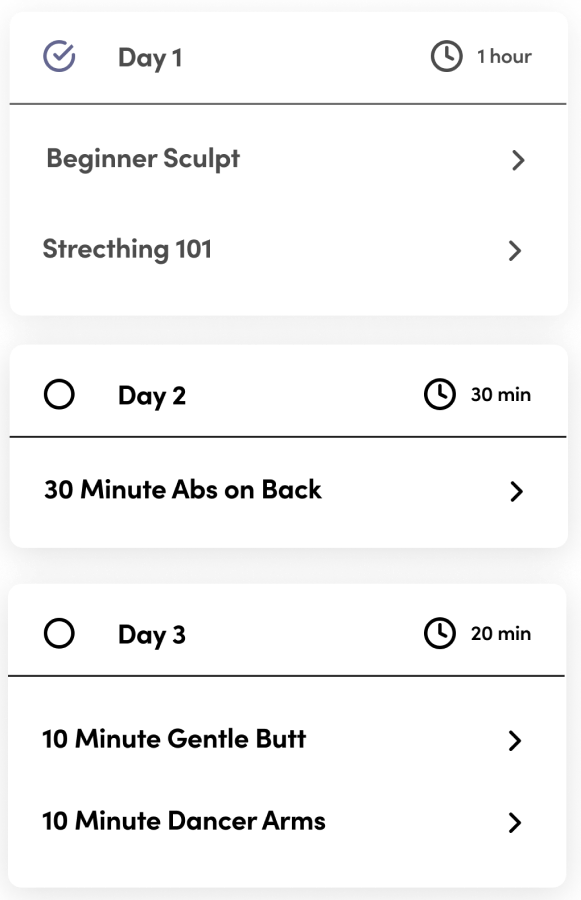 Day 1
1 hour
Beginner Sculpt
Strecthing 101
Day 2
30 min
30 Minute Abs on Back
Day 3
20 min
10 Minute Gentle Butt
10 Minute Dancer Arms